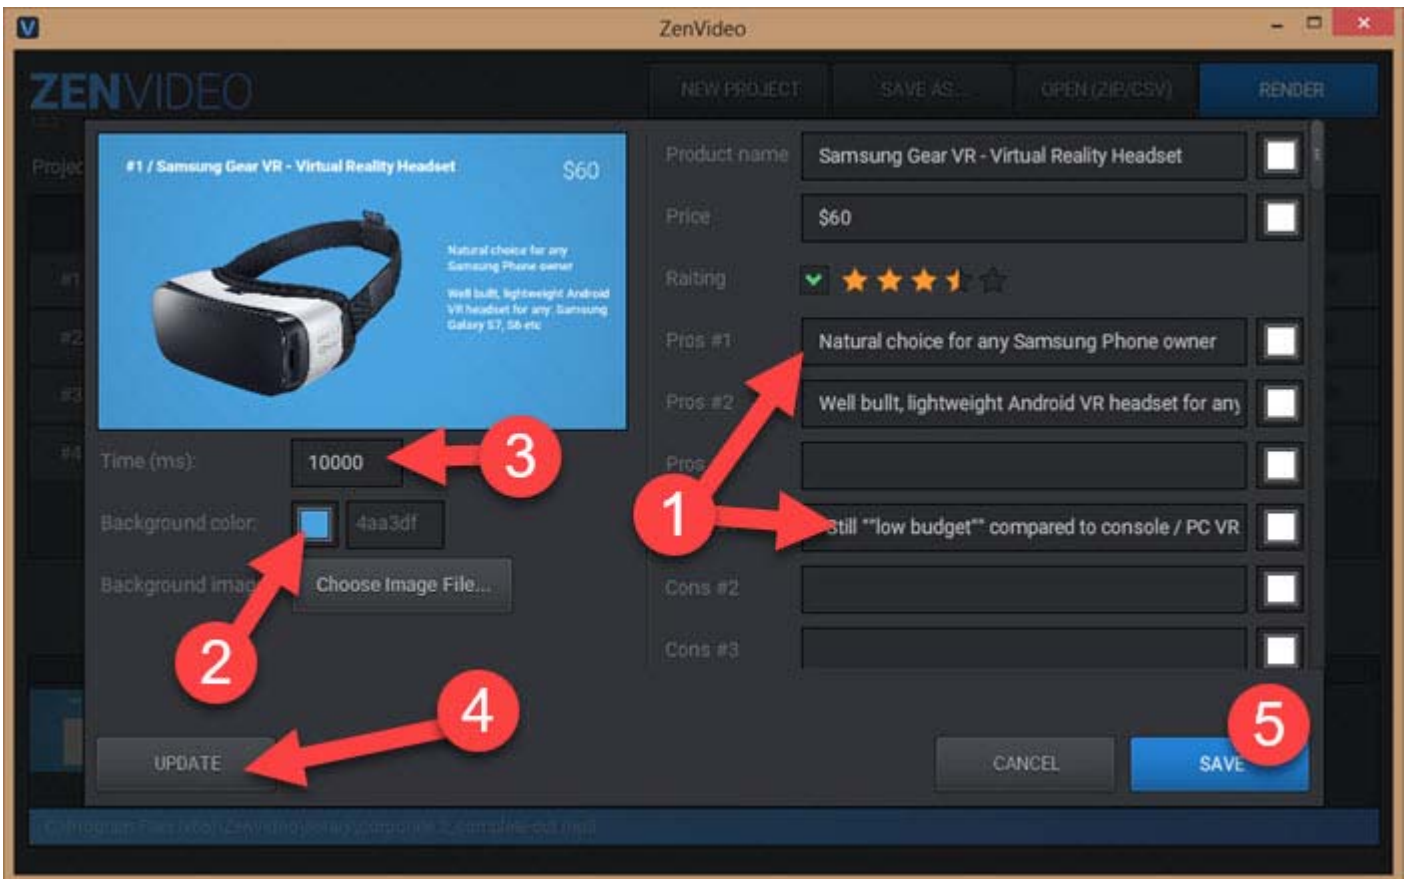 ZenVideo
ZENVIDEO
NEW PROJECT
SAVE AS...
OPEN (ZIP/CSV)
RENDER
#1 / Samsung Gear VR - Virtual Reality Headset
$60
Natural choice for any
Samsung Phone owner
Well built, lightweight Android
VR headset for any: Samsung
Galaxy S7, S6 etc
Time (ms):
10000
3
Background color:
4aa3df
Choose Image File...
2
4
UPDATE
Product name
Samsung Gear VR - Virtual Reality Headset
Price
$60
Raiting
Pros #1
Natural choice for any Samsung Phone owner
Pros #2
Well bullt, lightweight Android VR headset for any
Pros
1
Still ""low budget"" compared to console / PC VR
Cons #2
Cons #3
5
CANCEL
SAVE
#1
#2
#3
#4